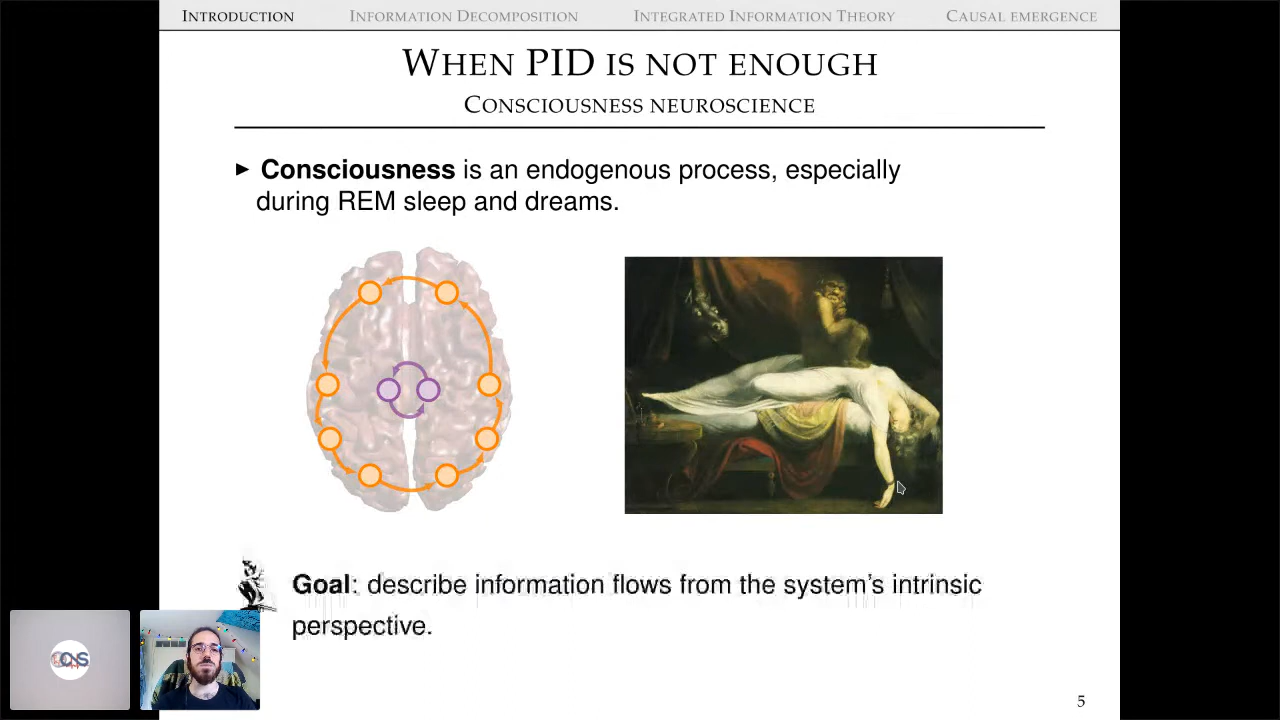 INTRODUCTION INFORMATION DECOMPOSITION INTEGRATED INFORMATION THEORY CAUSAL EMERGENCE
WHEN PID IS NOT ENOUGH
CONSCIOUSNESS NEUROSCIENCE
► Consciousness is an endogenous process, especially
during REM sleep and dreams.
Goal: describe information flows from the system's intrinsic
perspective.
5